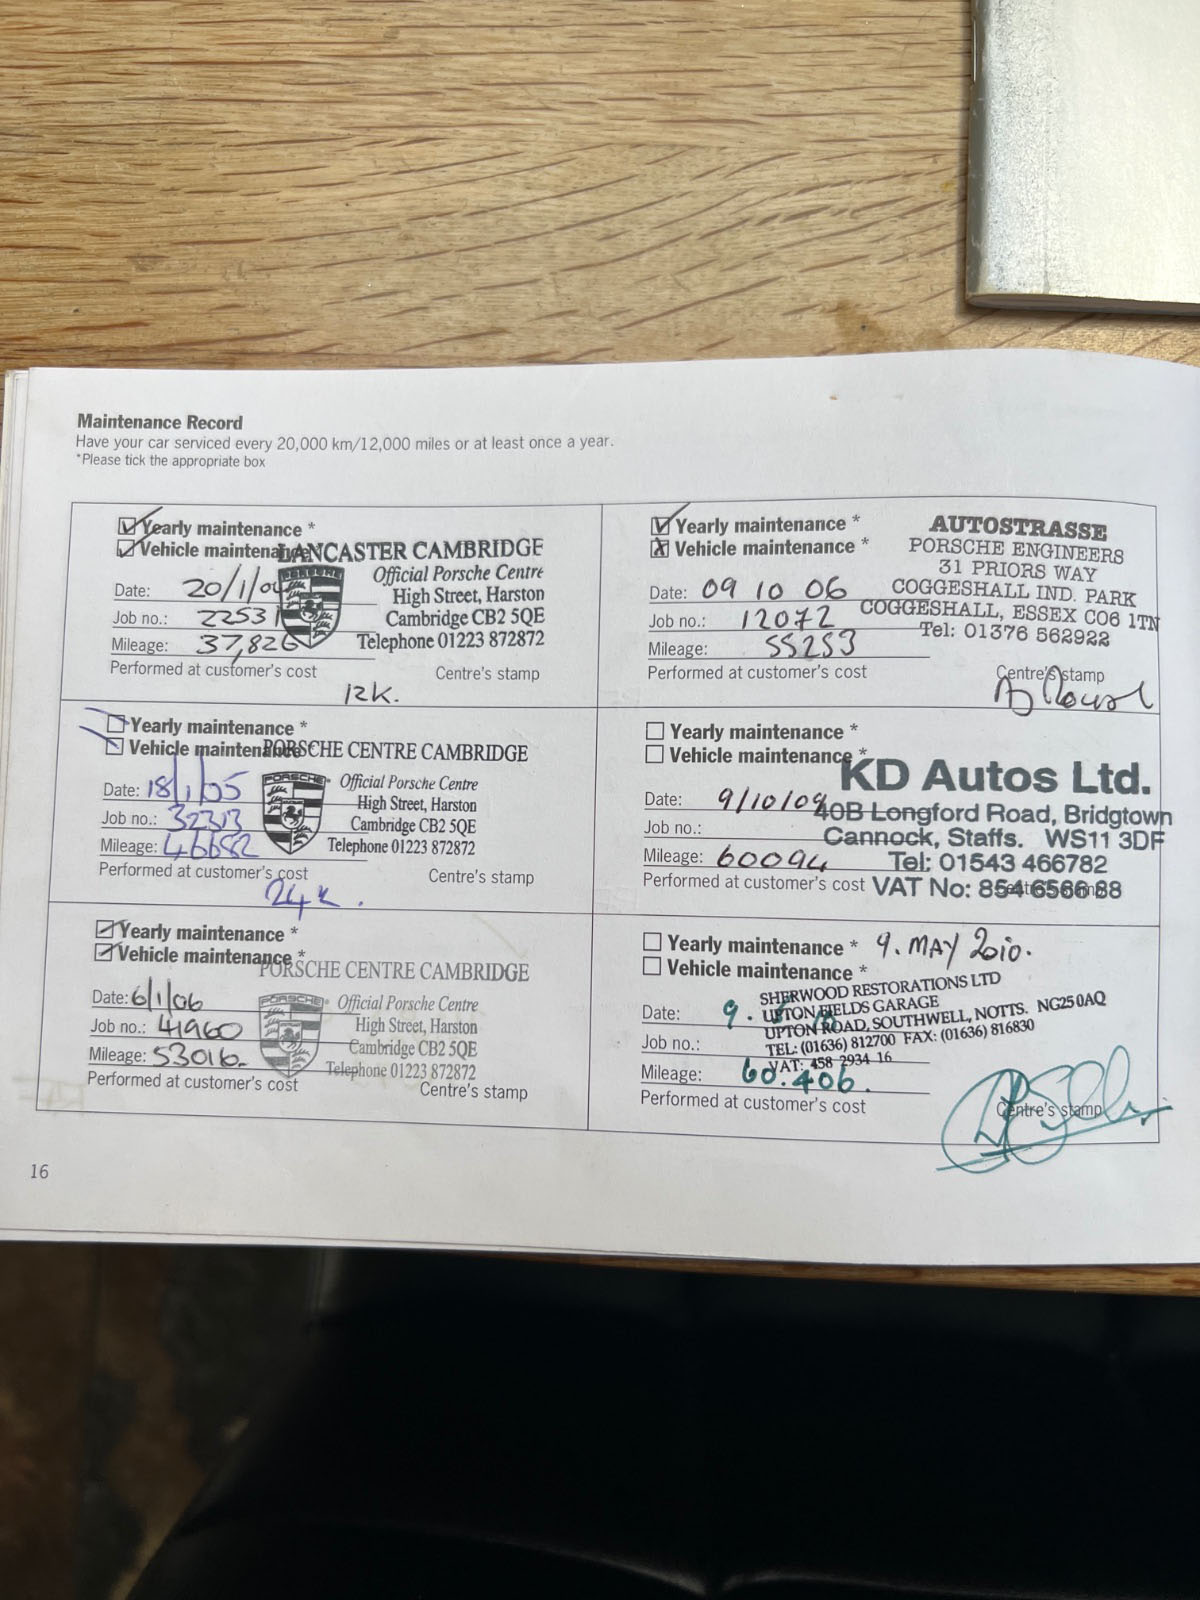 Maintenance Record
Have your car serviced every 20,000 km/12,000 miles or at least once a year.
*Please tick the appropriate box
Yearly maintenance *
Vehicle maintenance
LANCASTER CAMBRIDGE
Official Porsche Centre
High Street, Harston
Cambridge CB2 5QE
Telephone 01223 872872
Date: 20/1/04
Job no.: 22531
Mileage: 37,826
Performed at customer's cost
Centre's stamp
12K.
Yearly maintenance *
Vehicle maintenance
PORSCHE CENTRE CAMBRIDGE
PORSCHE
Official Porsche Centre
High Street, Harston
Cambridge CB2 5QE
Telephone 01223 872872
Date: 18/1/05
Job no.: 32313
Mileage: 46682
Performed at customer's cost
Centre's stamp
24K.
Yearly maintenance *
Vehicle maintenance *
PORSCHE CENTRE CAMBRIDGE
PORSCHE
Official Porsche Centre
High Street, Harston
Cambridge CB2 5QE
Telephone 01223 872872
Date: 6/1/06
Job no.: 41960
Mileage: 53016.
Performed at customer's cost
Centre's stamp
16
Yearly maintenance *
Vehicle maintenance *
AUTOSTRASSE
PORSCHE ENGINEERS
31 PRIORS WAY
COGGESHALL IND. PARK
COGGESHALL, ESSEX CO6 1TN
Tel: 01376 562922
Date: 09 10 06
Job no.: 12072
Mileage: 55253
Performed at customer's cost
Centre's stamp
Yearly maintenance *
Vehicle maintenance *
KD Autos Ltd.
40B Longford Road, Bridgtown
Cannock, Staffs. WS11 3DF
Tel: 01543 466782
VAT No: 854 6566 88
Date: 9/10/09
Job no.:
Mileage: 60094
Performed at customer's cost
Yearly maintenance * 9. MAY 2010.
Vehicle maintenance *
SHERWOOD RESTORATIONS LTD
UPTON FIELDS GARAGE
UPTON ROAD, SOUTHWELL, NOTTS. NG25 0AQ
TEL: (01636) 812700 FAX: (01636) 816830
VAT: 458 2934 16
Date: 9.
Job no.:
Mileage: 60.406.
Performed at customer's cost
Centre's stamp